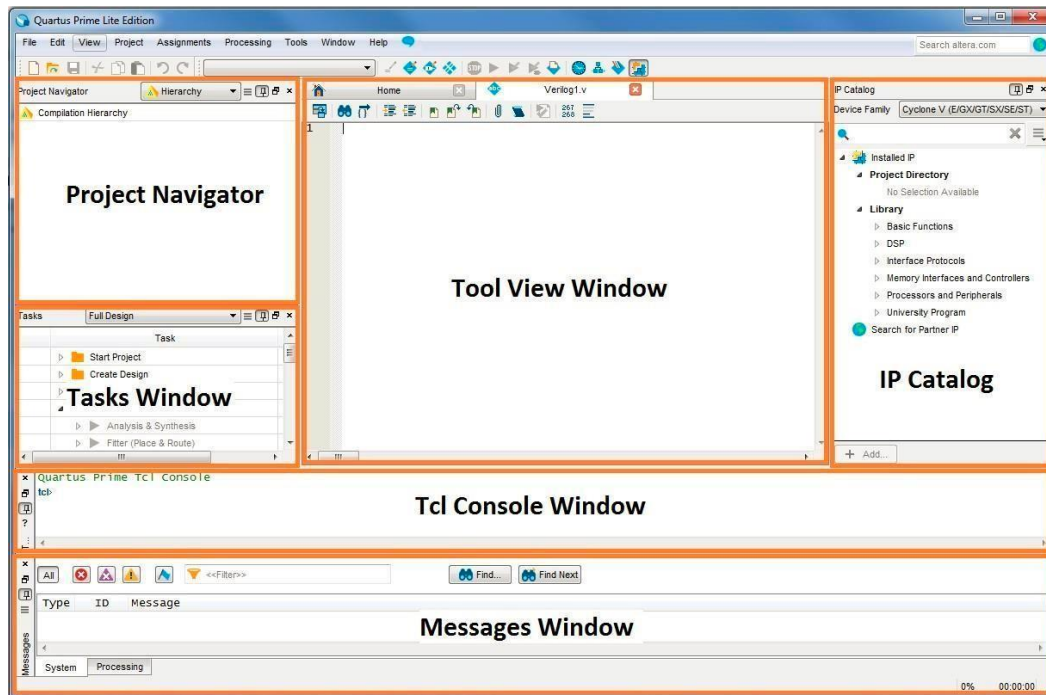 Quartus Prime Lite Edition
File Edit View Project Assignments Processing Tools Window Help
Search altera.com
Project Navigator
Hierarchy
Compilation Hierarchy
Project Navigator
Tasks
Full Design
Task
Start Project
Create Design
Tasks Window
Analysis & Synthesis
Fitter (Place & Route)
Home
Verilog1.v
267
268
1
Tool View Window
IP Catalog
Device Family Cyclone V (E/GX/GT/SX/SE/ST)
Installed IP
Project Directory
No Selection Available
Library
Basic Functions
DSP
Interface Protocols
Memory Interfaces and Controllers
Processors and Peripherals
University Program
Search for Partner IP
IP Catalog
+ Add...
Quartus Prime Tcl Console
tcl>
Tcl Console Window
All
<<Filter>>
Find...
Find Next
Type ID Message
Messages Window
Messages
System Processing
0% 00:00:00